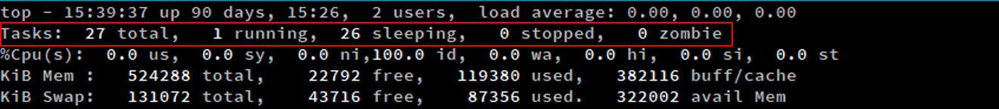 top - 15:39:37 up 90 days, 15:26,  2 users,  load average: 0.00, 0.00, 0.00
Tasks:  27 total,   1 running,  26 sleeping,   0 stopped,   0 zombie
%Cpu(s):  0.0 us,  0.0 sy,  0.0 ni,100.0 id,  0.0 wa,  0.0 hi,  0.0 si,  0.0 st
KiB Mem :   524288 total,    22792 free,   119380 used,   382116 buff/cache
KiB Swap:   131072 total,    43716 free,    87356 used.   322002 avail Mem